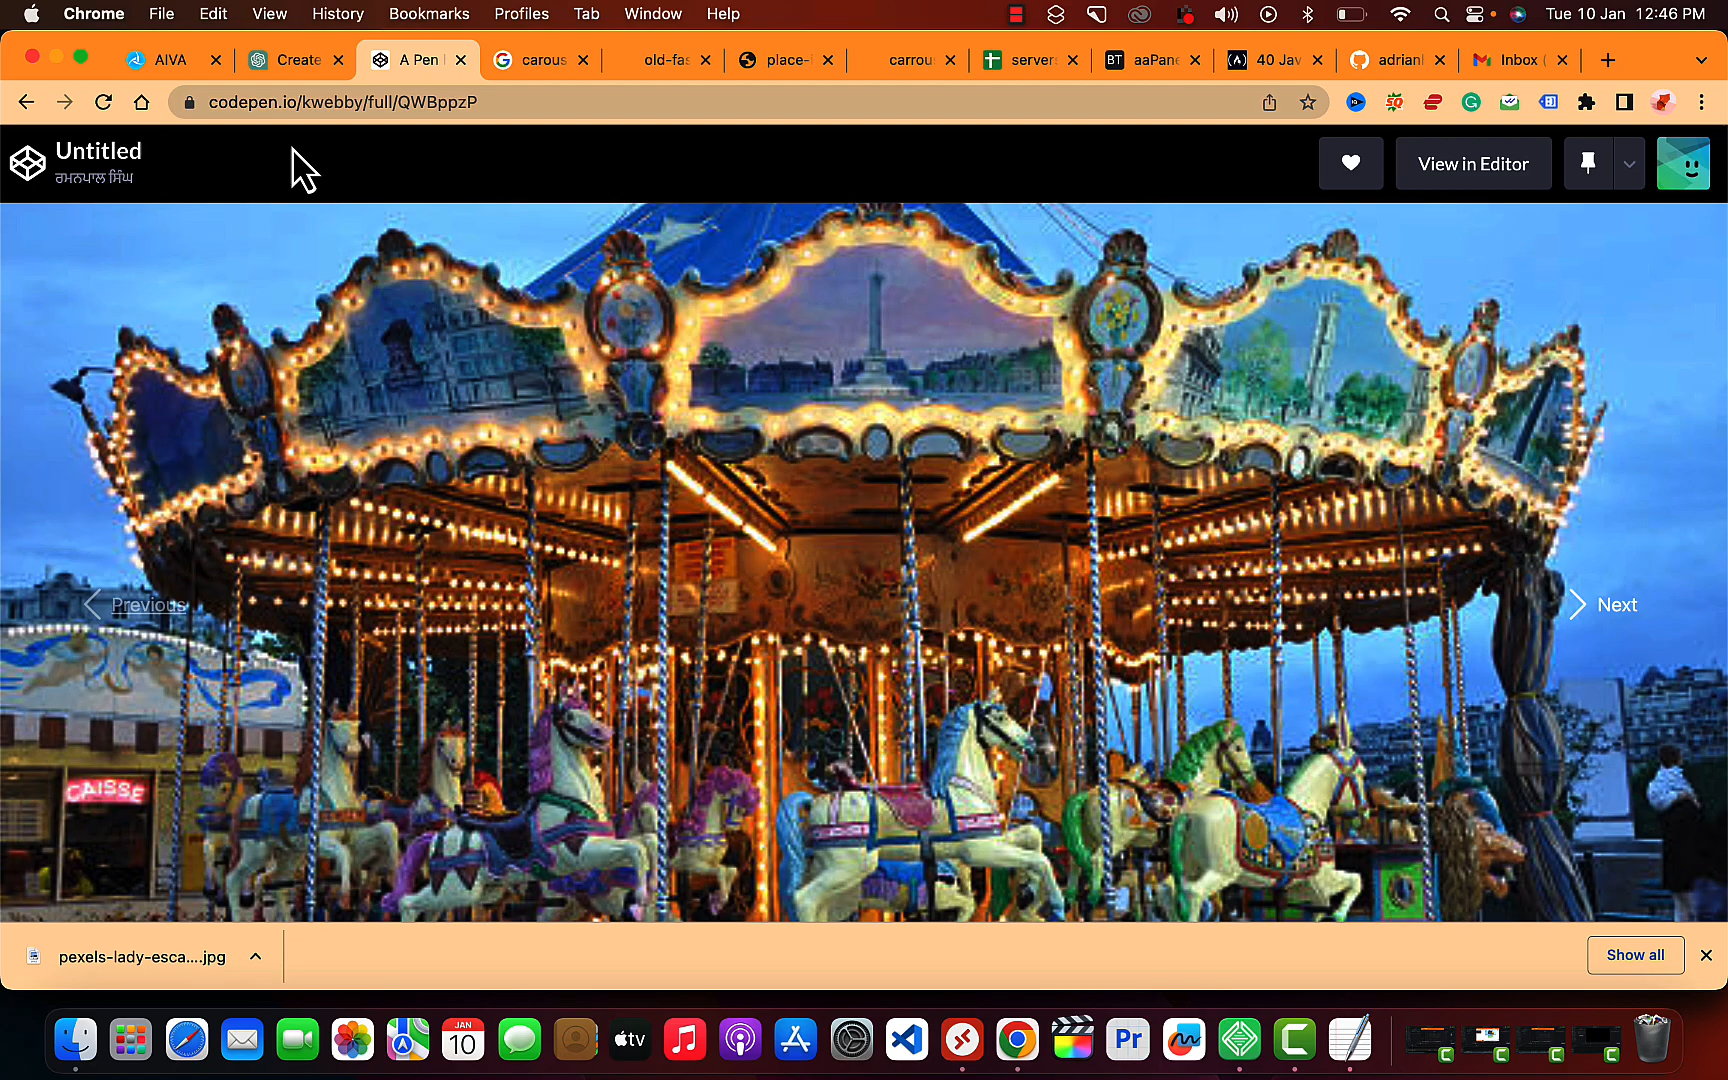 Chrome File Edit View History Bookmarks Profiles Tab Window Help Tue 10 Jan 12:46 PM
AIVA Create A Pen carous old-fas place- carrou server: BT aaPane 40 Jav adrianl Inbox (
codepen.io/kwebby/full/QWBppzP
Untitled
ਰਮਨਪਾਲ ਸਿੰਘ
View in Editor
Previous
Next
CAISSE
pexels-lady-esca....jpg
Show all
JAN
10
tv
Pr